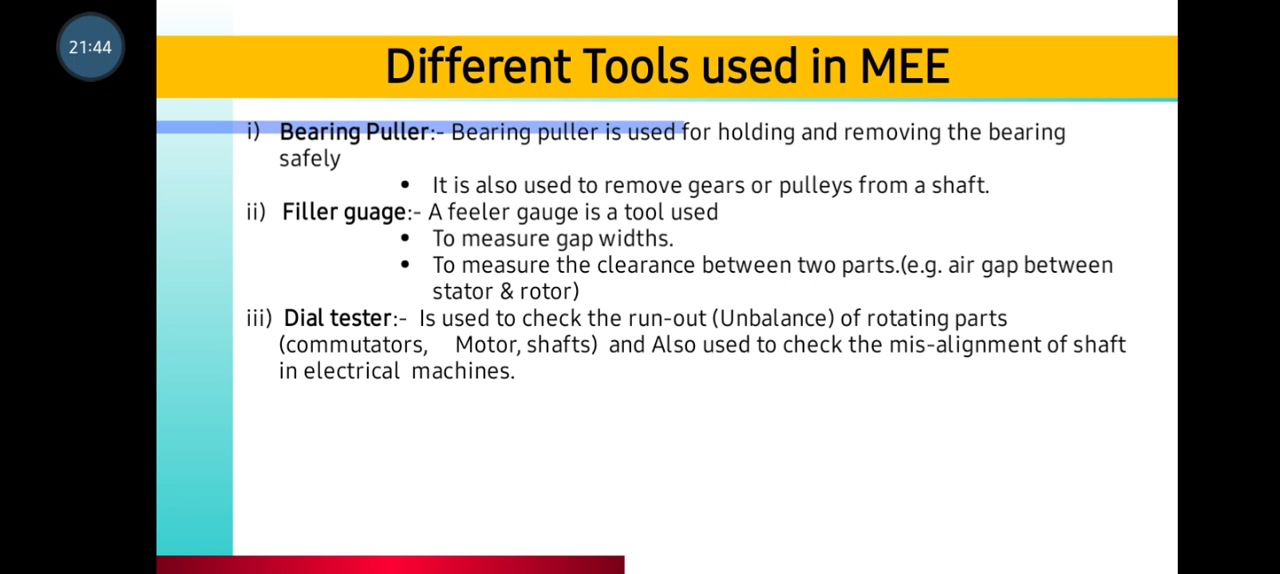 21:44
Different Tools used in MEE
i) Bearing Puller:- Bearing puller is used for holding and removing the bearing
safely
• It is also used to remove gears or pulleys from a shaft.
ii) Filler guage:- A feeler gauge is a tool used
• To measure gap widths.
• To measure the clearance between two parts.(e.g. air gap between
stator & rotor)
iii) Dial tester:- Is used to check the run-out (Unbalance) of rotating parts
(commutators, Motor, shafts) and Also used to check the mis-alignment of shaft
in electrical machines.